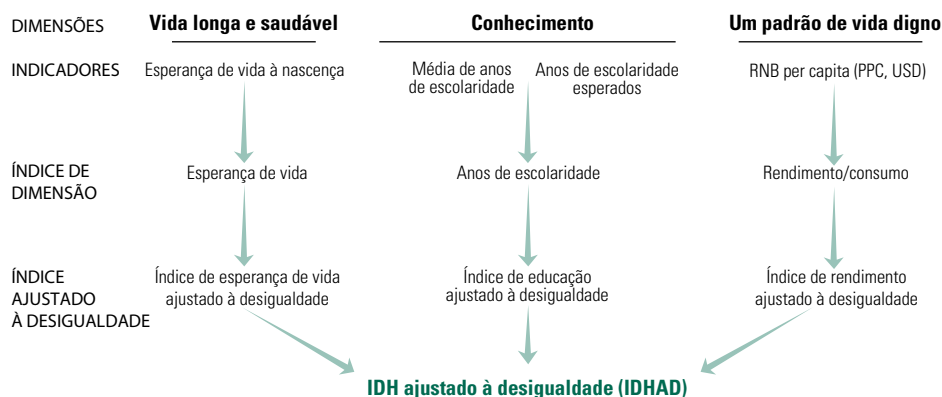 DIMENSÕES Vida longa e saudável Conhecimento Um padrão de vida digno
INDICADORES Esperança de vida à nascença Média de anos de escolaridade Anos de escolaridade esperados RNB per capita (PPC, USD)
ÍNDICE DE DIMENSÃO Esperança de vida Anos de escolaridade Rendimento/consumo
ÍNDICE AJUSTADO À DESIGUALDADE Índice de esperança de vida ajustado à desigualdade Índice de educação ajustado à desigualdade Índice de rendimento ajustado à desigualdade
IDH ajustado à desigualdade (IDHAD)